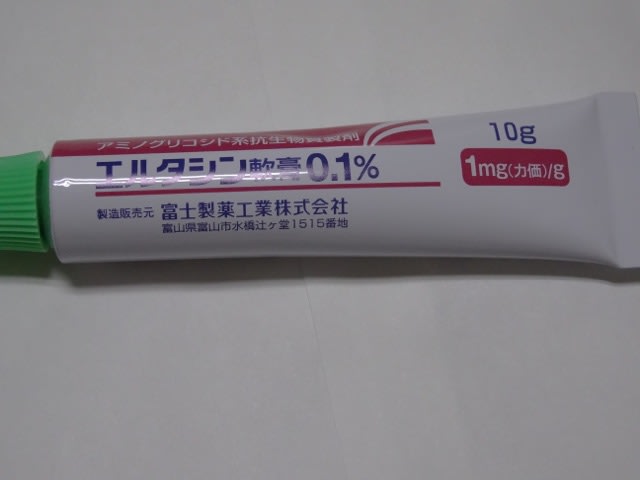 アミノグリコシド系抗生物質製剤
エルタシン軟膏0.1%
製造販売元 富士製薬工業株式会社
富山県富山市水橋辻ヶ堂1515番地
10g
1mg(力価)/g